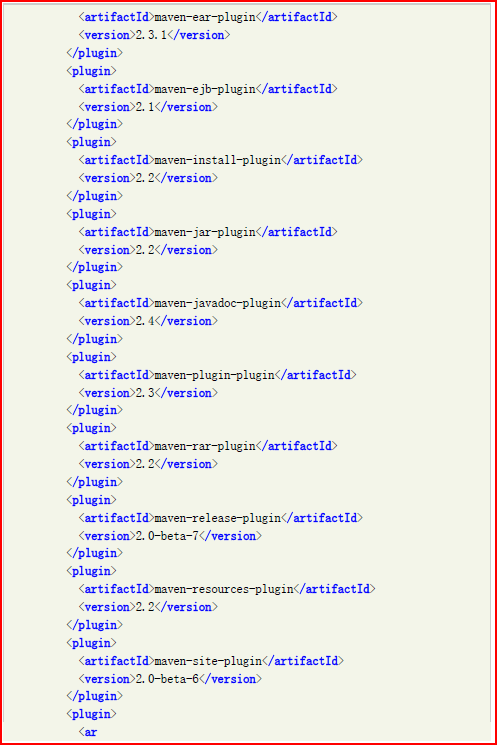 <artifactId>maven-ear-plugin</artifactId>
<version>2.3.1</version>
</plugin>
<plugin>
<artifactId>maven-ejb-plugin</artifactId>
<version>2.1</version>
</plugin>
<plugin>
<artifactId>maven-install-plugin</artifactId>
<version>2.2</version>
</plugin>
<plugin>
<artifactId>maven-jar-plugin</artifactId>
<version>2.2</version>
</plugin>
<plugin>
<artifactId>maven-javadoc-plugin</artifactId>
<version>2.4</version>
</plugin>
<plugin>
<artifactId>maven-plugin-plugin</artifactId>
<version>2.3</version>
</plugin>
<plugin>
<artifactId>maven-rar-plugin</artifactId>
<version>2.2</version>
</plugin>
<plugin>
<artifactId>maven-release-plugin</artifactId>
<version>2.0-beta-7</version>
</plugin>
<plugin>
<artifactId>maven-resources-plugin</artifactId>
<version>2.2</version>
</plugin>
<plugin>
<artifactId>maven-site-plugin</artifactId>
<version>2.0-beta-6</version>
</plugin>
<plugin>
<ar